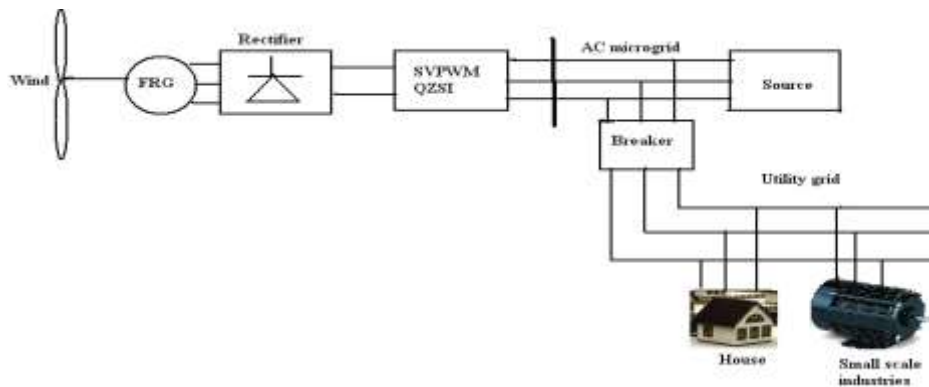 Rectifier
AC microgrid
Wind
FRG
SVPWM
QZSI
Source
Breaker
Utility grid
House
Small scale
industries